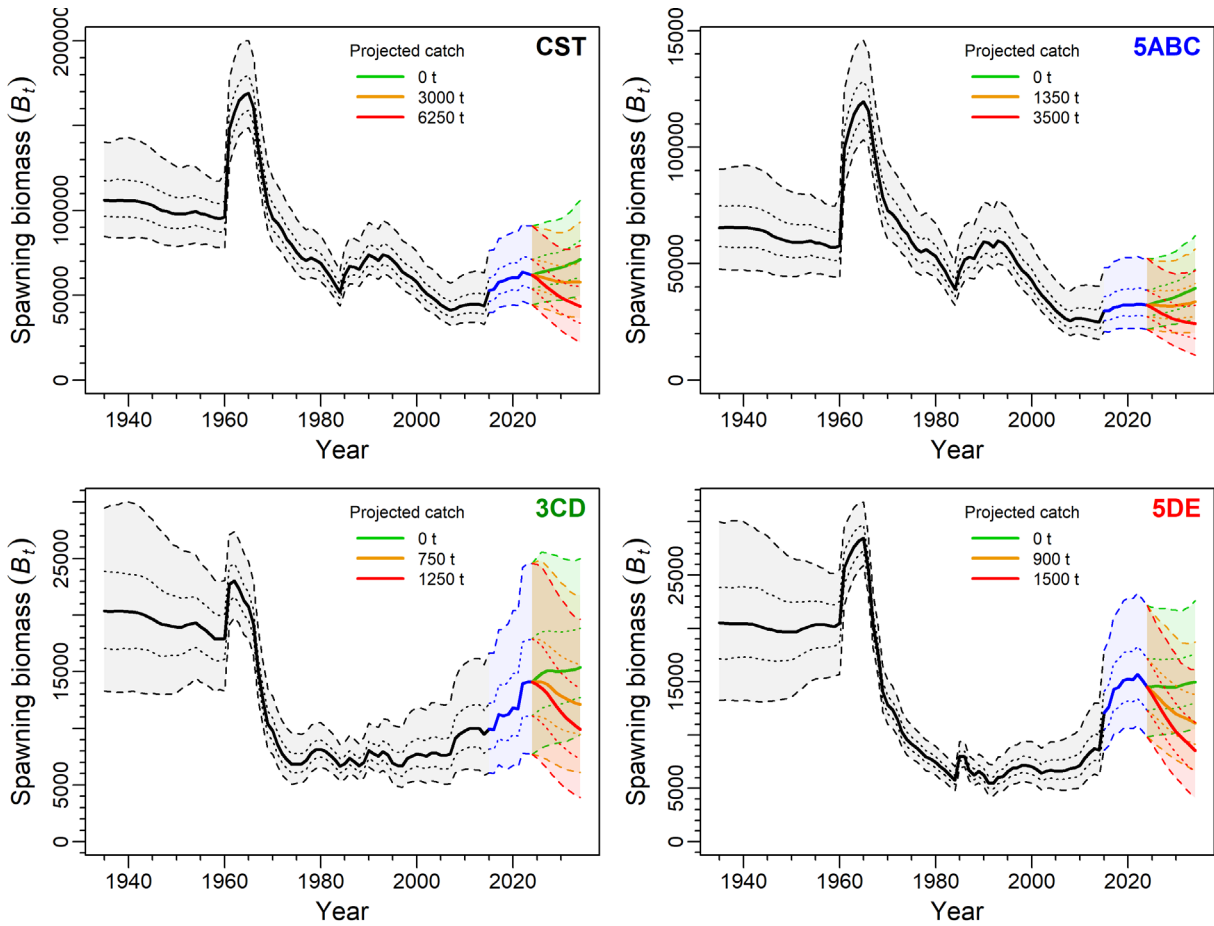 CST
Projected catch
0 t
3000 t
6250 t
Spawning biomass (Bt)
0
50000
100000
200000
1940
1960
1980
2000
2020
Year
5ABC
Projected catch
0 t
1350 t
3500 t
Spawning biomass (Bt)
0
50000
100000
150000
1940
1960
1980
2000
2020
Year
3CD
Projected catch
0 t
750 t
1250 t
Spawning biomass (Bt)
0
5000
15000
25000
1940
1960
1980
2000
2020
Year
5DE
Projected catch
0 t
900 t
1500 t
Spawning biomass (Bt)
0
5000
15000
25000
1940
1960
1980
2000
2020
Year